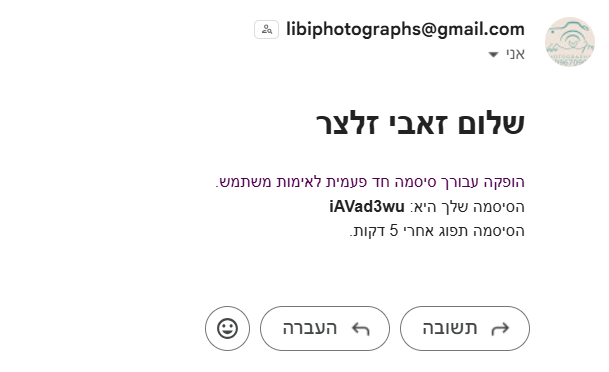 libiphotographs@gmail.com
אני
שלום זאבי זלצר
הופקה עבורך סיסמה חד פעמית לאימות משתמש.
הסיסמה שלך היא: iAVad3wu
הסיסמה תפוג אחרי 5 דקות.
תשובה
העברה